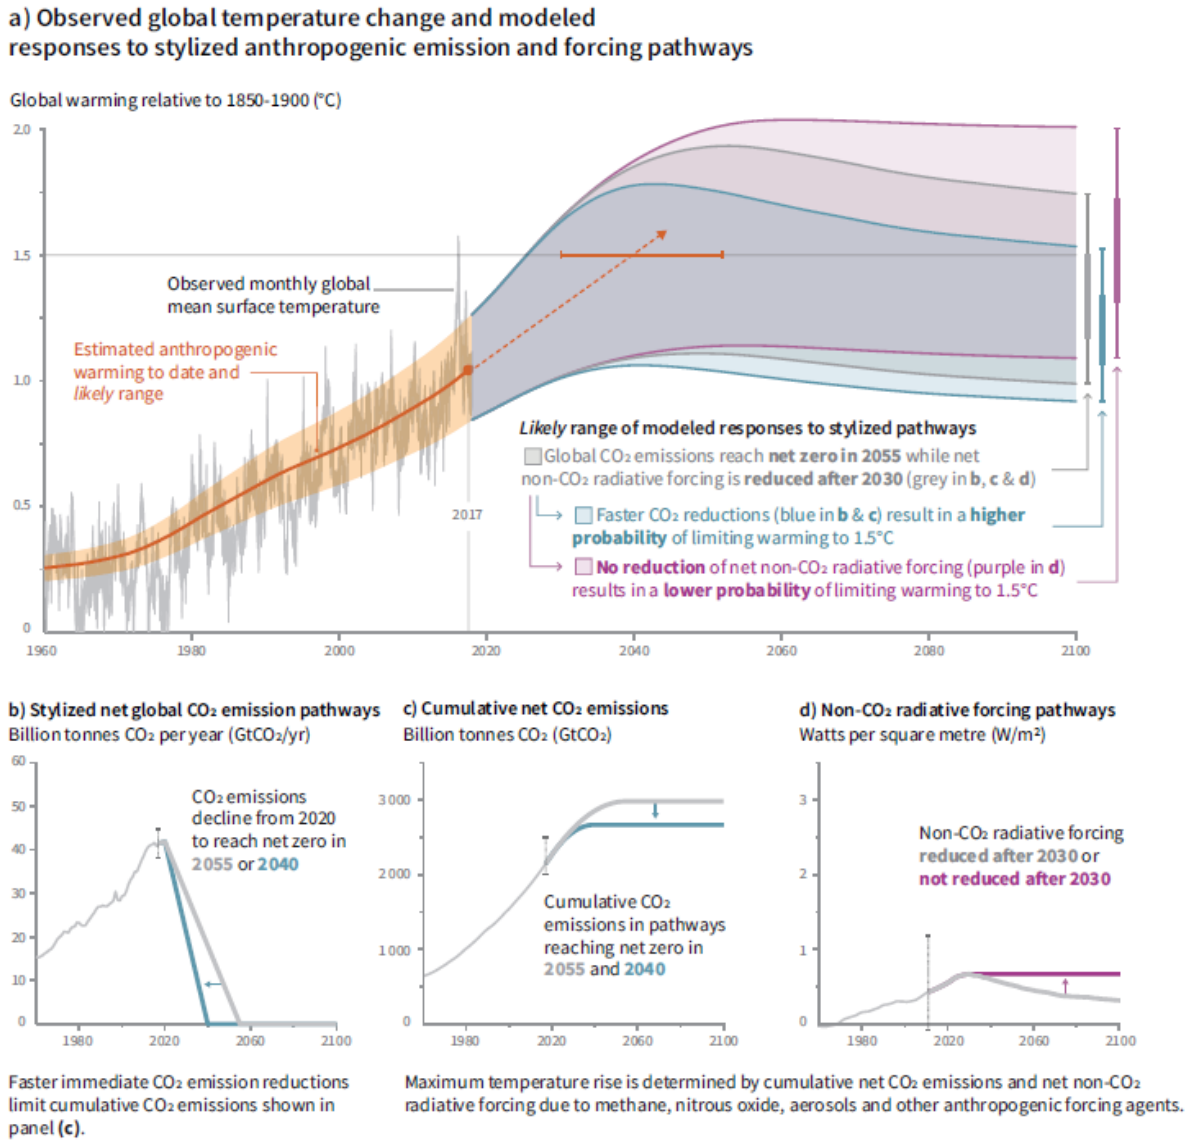 a) Observed global temperature change and modeled
responses to stylized anthropogenic emission and forcing pathways
Global warming relative to 1850-1900 (°C)
2.0
1.5
1.0
0.5
0
Observed monthly global
mean surface temperature
Estimated anthropogenic
warming to date and
likely range
2017
Likely range of modeled responses to stylized pathways
Global CO₂ emissions reach net zero in 2055 while net
non-CO₂ radiative forcing is reduced after 2030 (grey in b, c & d)
Faster CO₂ reductions (blue in b & c) result in a higher
probability of limiting warming to 1.5°C
No reduction of net non-CO₂ radiative forcing (purple in d)
results in a lower probability of limiting warming to 1.5°C
1960 1980 2000 2020 2040 2060 2080 2100
b) Stylized net global CO₂ emission pathways
Billion tonnes CO₂ per year (GtCO₂/yr)
60
50
40
30
20
10
0
CO₂ emissions
decline from 2020
to reach net zero in
2055 or 2040
1980 2020 2060 2100
Faster immediate CO₂ emission reductions
limit cumulative CO₂ emissions shown in
panel (c).
c) Cumulative net CO₂ emissions
Billion tonnes CO₂ (GtCO₂)
3 000
2 000
1 000
0
Cumulative CO₂
emissions in pathways
reaching net zero in
2055 and 2040
1980 2020 2060 2100
d) Non-CO₂ radiative forcing pathways
Watts per square metre (W/m²)
3
2
1
0
Non-CO₂ radiative forcing
reduced after 2030 or
not reduced after 2030
1980 2020 2060 2100
Maximum temperature rise is determined by cumulative net CO₂ emissions and net non-CO₂
radiative forcing due to methane, nitrous oxide, aerosols and other anthropogenic forcing agents.